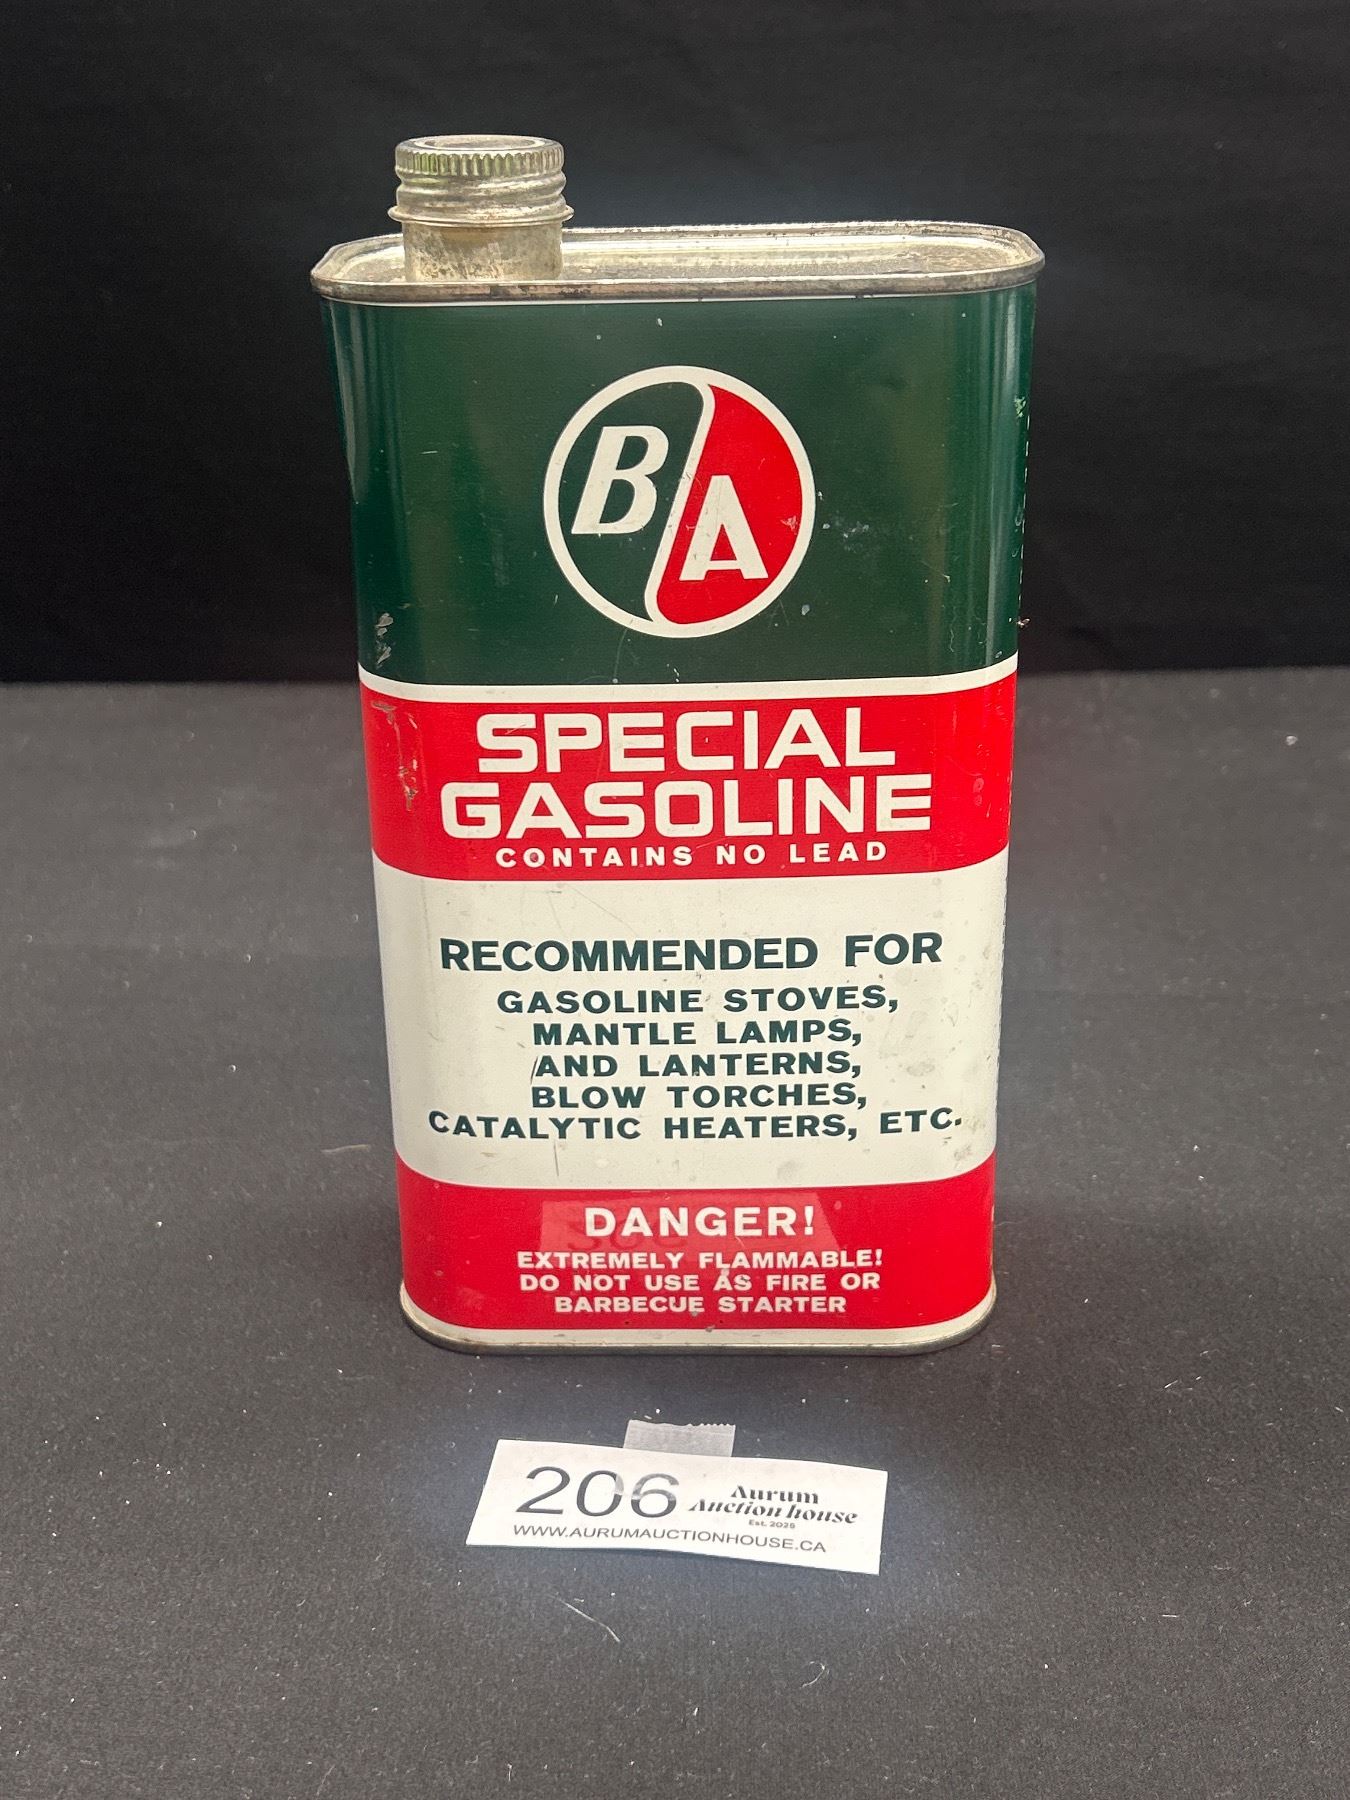 B A
SPECIAL
GASOLINE
CONTAINS NO LEAD
RECOMMENDED FOR
GASOLINE STOVES,
MANTLE LAMPS,
AND LANTERNS,
BLOW TORCHES,
CATALYTIC HEATERS, ETC.
DANGER!
EXTREMELY FLAMMABLE!
DO NOT USE AS FIRE OR
BARBECUE STARTER
206
Aurum
Auction house
Est. 2025
WWW.AURUMAUCTIONHOUSE.CA